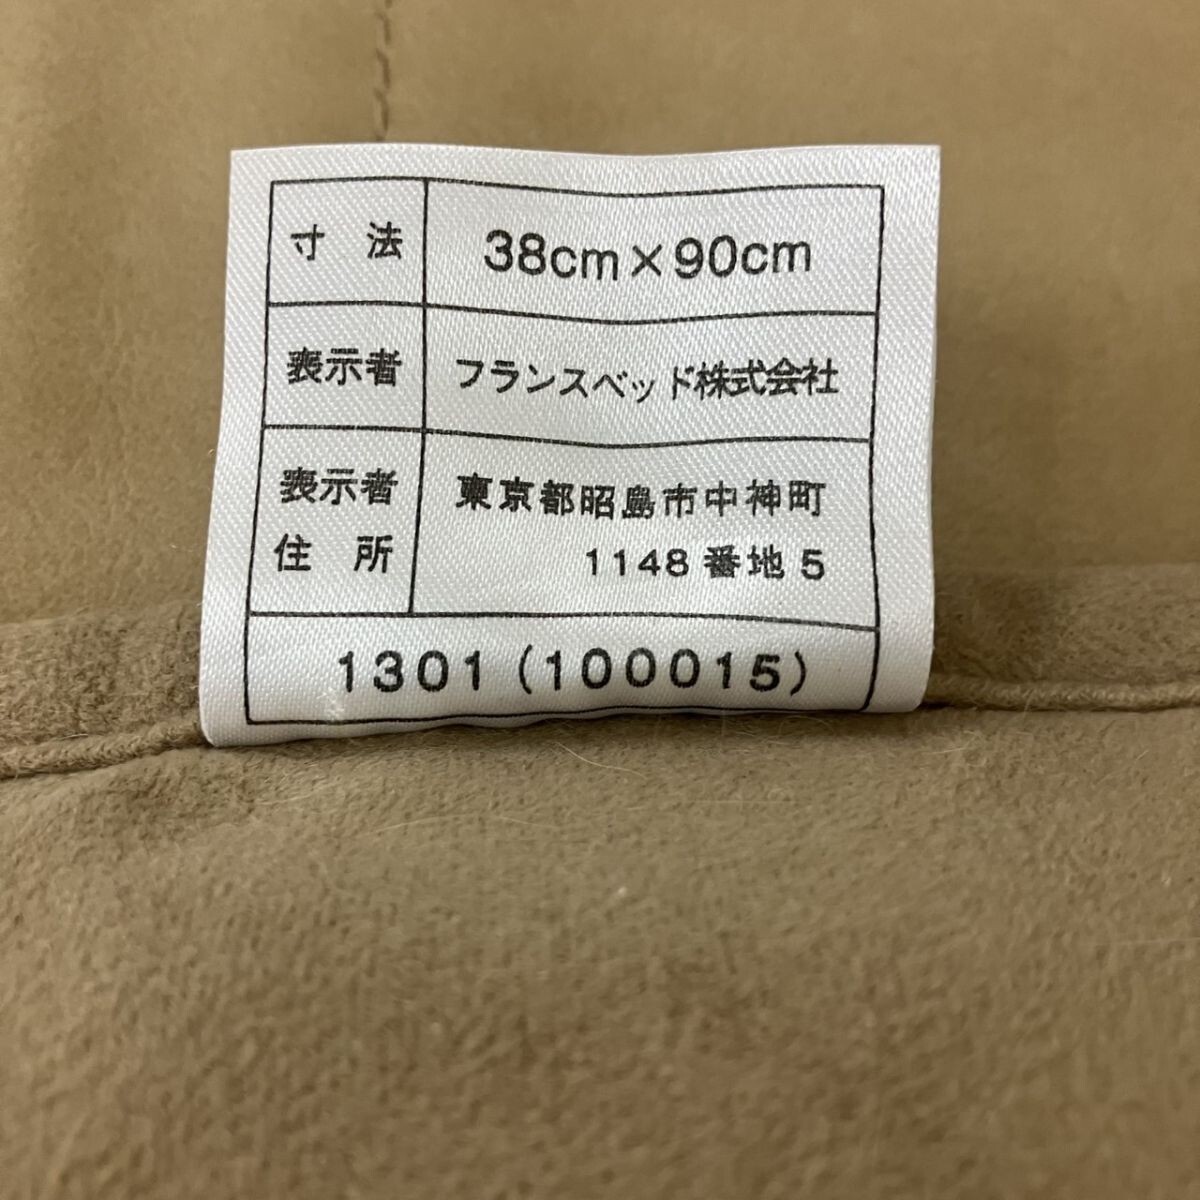 寸 法 38cm×90cm
表示者 フランスベッド株式会社
表示者 東京都昭島市中神町
住 所 1148番地5
1301(100015)